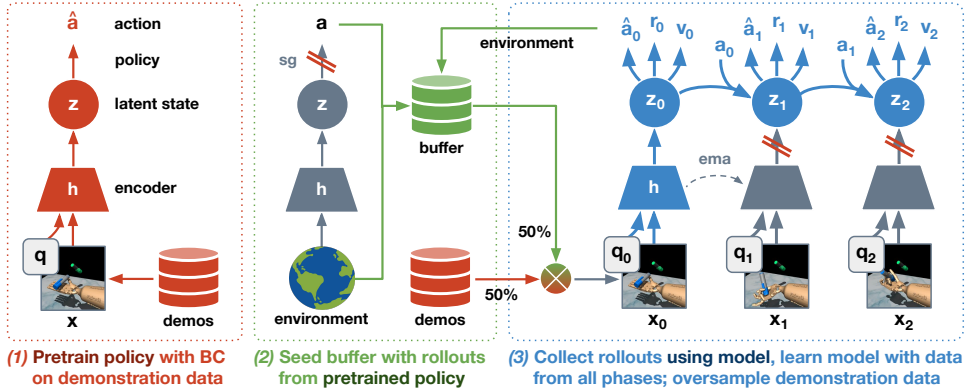 â
action
policy
z
latent state
h
encoder
q
x
demos
(1) Pretrain policy with BC
on demonstration data
a
sg
z
h
environment
buffer
50%
50%
demos
(2) Seed buffer with rollouts
from pretrained policy
environment
â₀ r₀ v₀
a₀
â₁ r₁ v₁
a₁
â₂ r₂ v₂
z₀
z₁
z₂
ema
h
q₀
q₁
q₂
x₀
x₁
x₂
(3) Collect rollouts using model, learn model with data
from all phases; oversample demonstration data